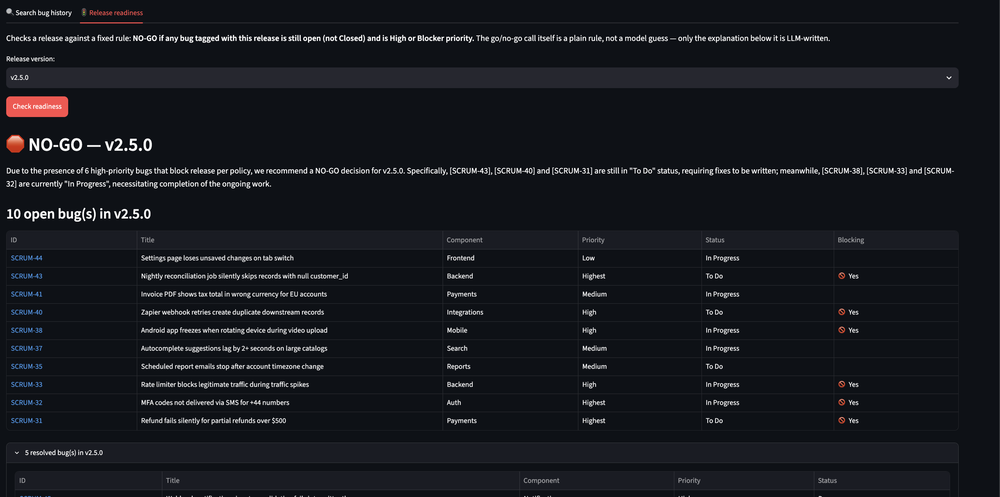 Search bug history Release readiness
Checks a release against a fixed rule: NO-GO if any bug tagged with this release is still open (not Closed) and is High or Blocker priority. The go/no-go call itself is a plain rule, not a model guess — only the explanation below it is LLM-written.
Release version:
v2.5.0
Check readiness
NO-GO — v2.5.0
Due to the presence of 6 high-priority bugs that block release per policy, we recommend a NO-GO decision for v2.5.0. Specifically, [SCRUM-43], [SCRUM-40] and [SCRUM-31] are still in "To Do" status, requiring fixes to be written; meanwhile, [SCRUM-38], [SCRUM-33] and [SCRUM-
32] are currently "In Progress", necessitating completion of the ongoing work.
10 open bug(s) in v2.5.0
ID Title Component Priority Status Blocking
SCRUM-44 Settings page loses unsaved changes on tab switch Frontend Low In Progress
SCRUM-43 Nightly reconciliation job silently skips records with null customer_id Backend Highest To Do Yes
SCRUM-41 Invoice PDF shows tax total in wrong currency for EU accounts Payments Medium In Progress
SCRUM-40 Zapier webhook retries create duplicate downstream records Integrations High To Do Yes
SCRUM-38 Android app freezes when rotating device during video upload Mobile High In Progress Yes
SCRUM-37 Autocomplete suggestions lag by 2+ seconds on large catalogs Search Medium In Progress
SCRUM-35 Scheduled report emails stop after account timezone change Reports Medium To Do
SCRUM-33 Rate limiter blocks legitimate traffic during traffic spikes Backend High In Progress Yes
SCRUM-32 MFA codes not delivered via SMS for +44 numbers Auth Highest In Progress Yes
SCRUM-31 Refund fails silently for partial refunds over $500 Payments Highest To Do Yes
5 resolved bug(s) in v2.5.0
ID Title Component Priority Status